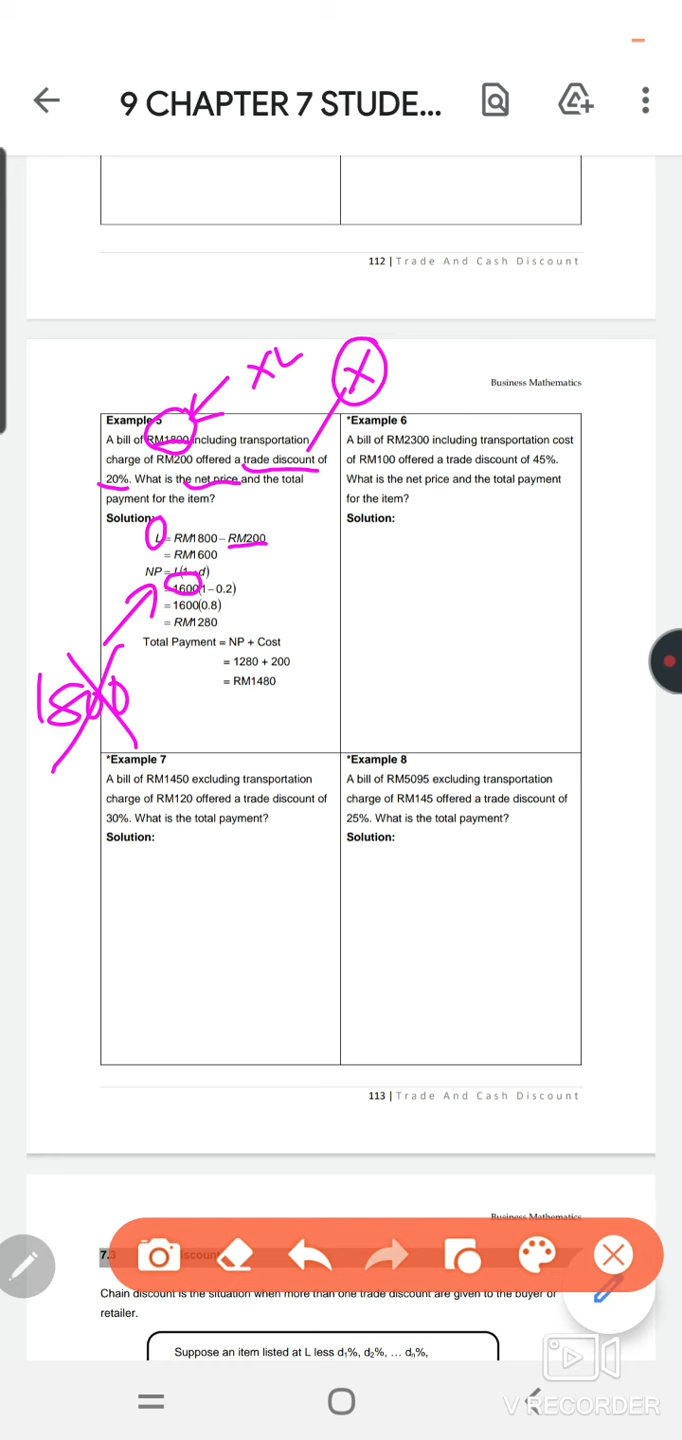 9 CHAPTER 7 STUDE...
112 | Trade And Cash Discount
Business Mathematics
Example 5
A bill of RM1800 including transportation
charge of RM200 offered a trade discount of
20%. What is the net price and the total
payment for the item?
Solution:
L = RM1800 – RM200
= RM1600
NP = L(1 – d)
= 1600(1 – 0.2)
= 1600(0.8)
= RM1280
Total Payment = NP + Cost
= 1280 + 200
= RM1480
1800
*Example 6
A bill of RM2300 including transportation cost
of RM100 offered a trade discount of 45%.
What is the net price and the total payment
for the item?
Solution:
*Example 7
A bill of RM1450 excluding transportation
charge of RM120 offered a trade discount of
30%. What is the total payment?
Solution:
*Example 8
A bill of RM5095 excluding transportation
charge of RM145 offered a trade discount of
25%. What is the total payment?
Solution:
113 | Trade And Cash Discount
Business Mathematics
7.3
Chain discount is the situation when more than one trade discount are given to the buyer or
retailer.
Suppose an item listed at L less d₁%, d₂%, ... dₙ%,
V RECORDER